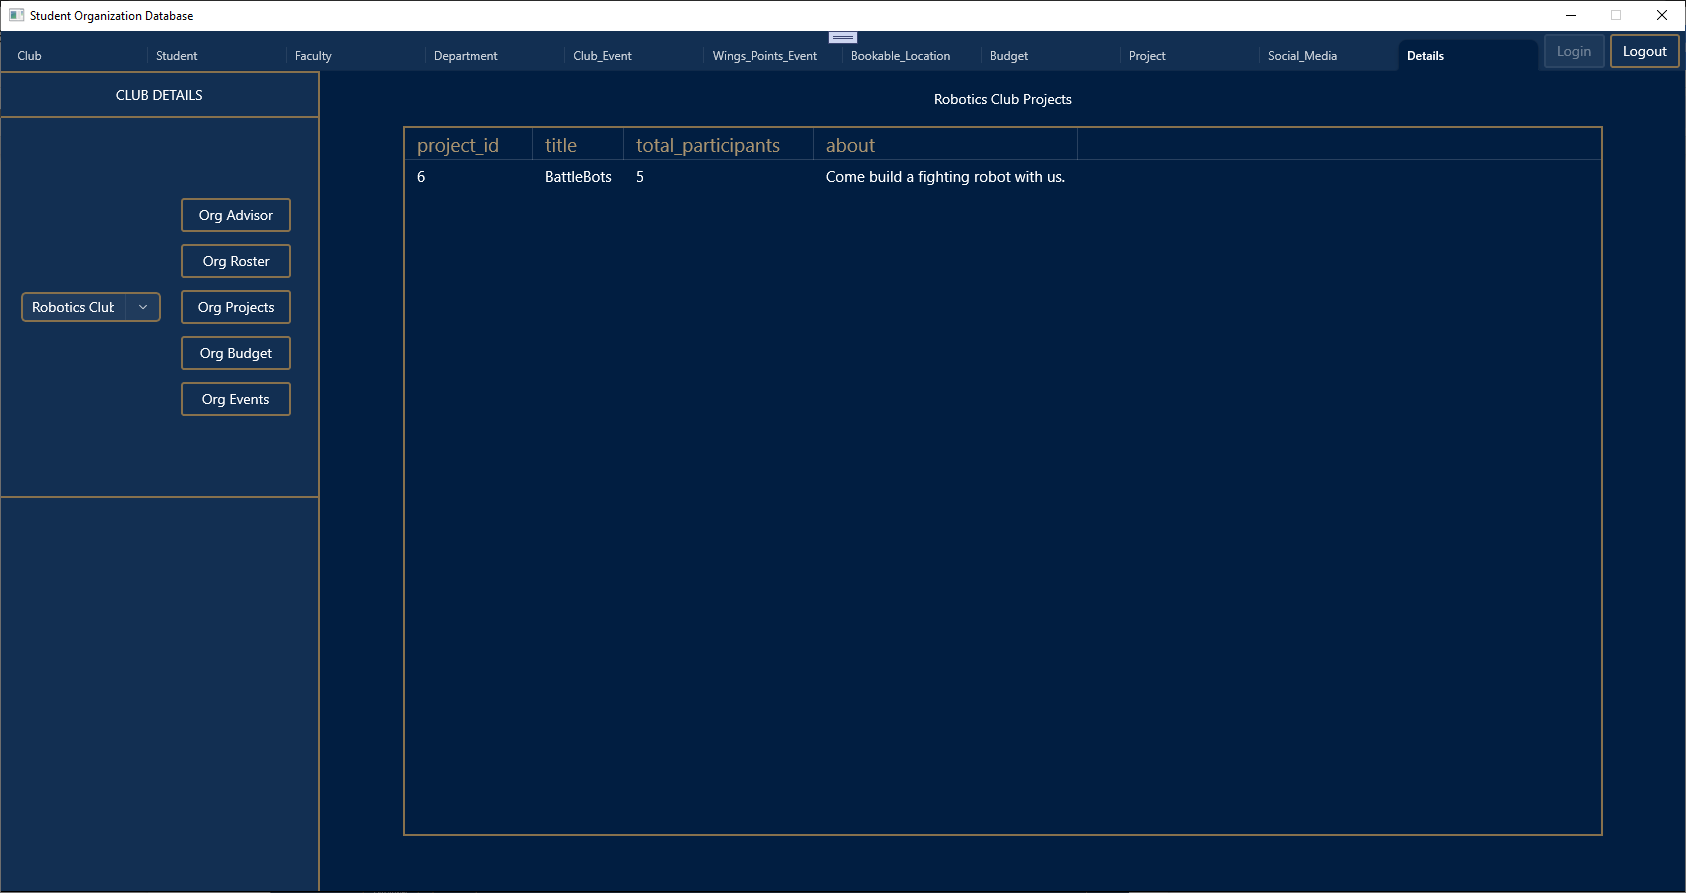 Student Organization Database
Club Student Faculty Department Club_Event Wings_Points_Event Bookable_Location Budget Project Social_Media Details Login Logout
CLUB DETAILS
Org Advisor
Org Roster
Robotics Club Org Projects
Org Budget
Org Events
Robotics Club Projects
project_id title total_participants about
6 BattleBots 5 Come build a fighting robot with us.